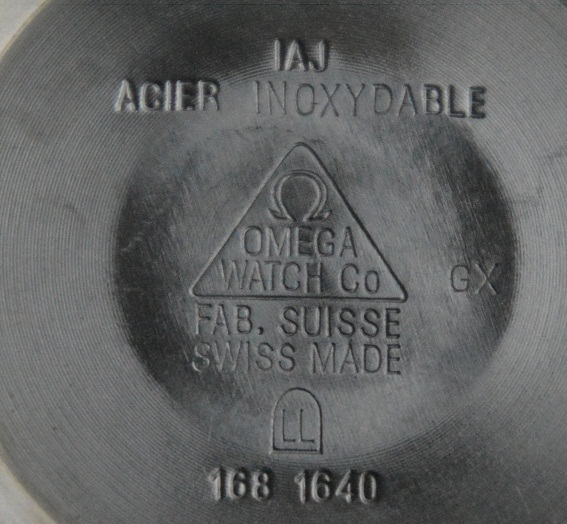 IAJ
ACIER INOXYDABLE
Ω
OMEGA
WATCH Co
GX
FAB. SUISSE
SWISS MADE
LL
168 1640